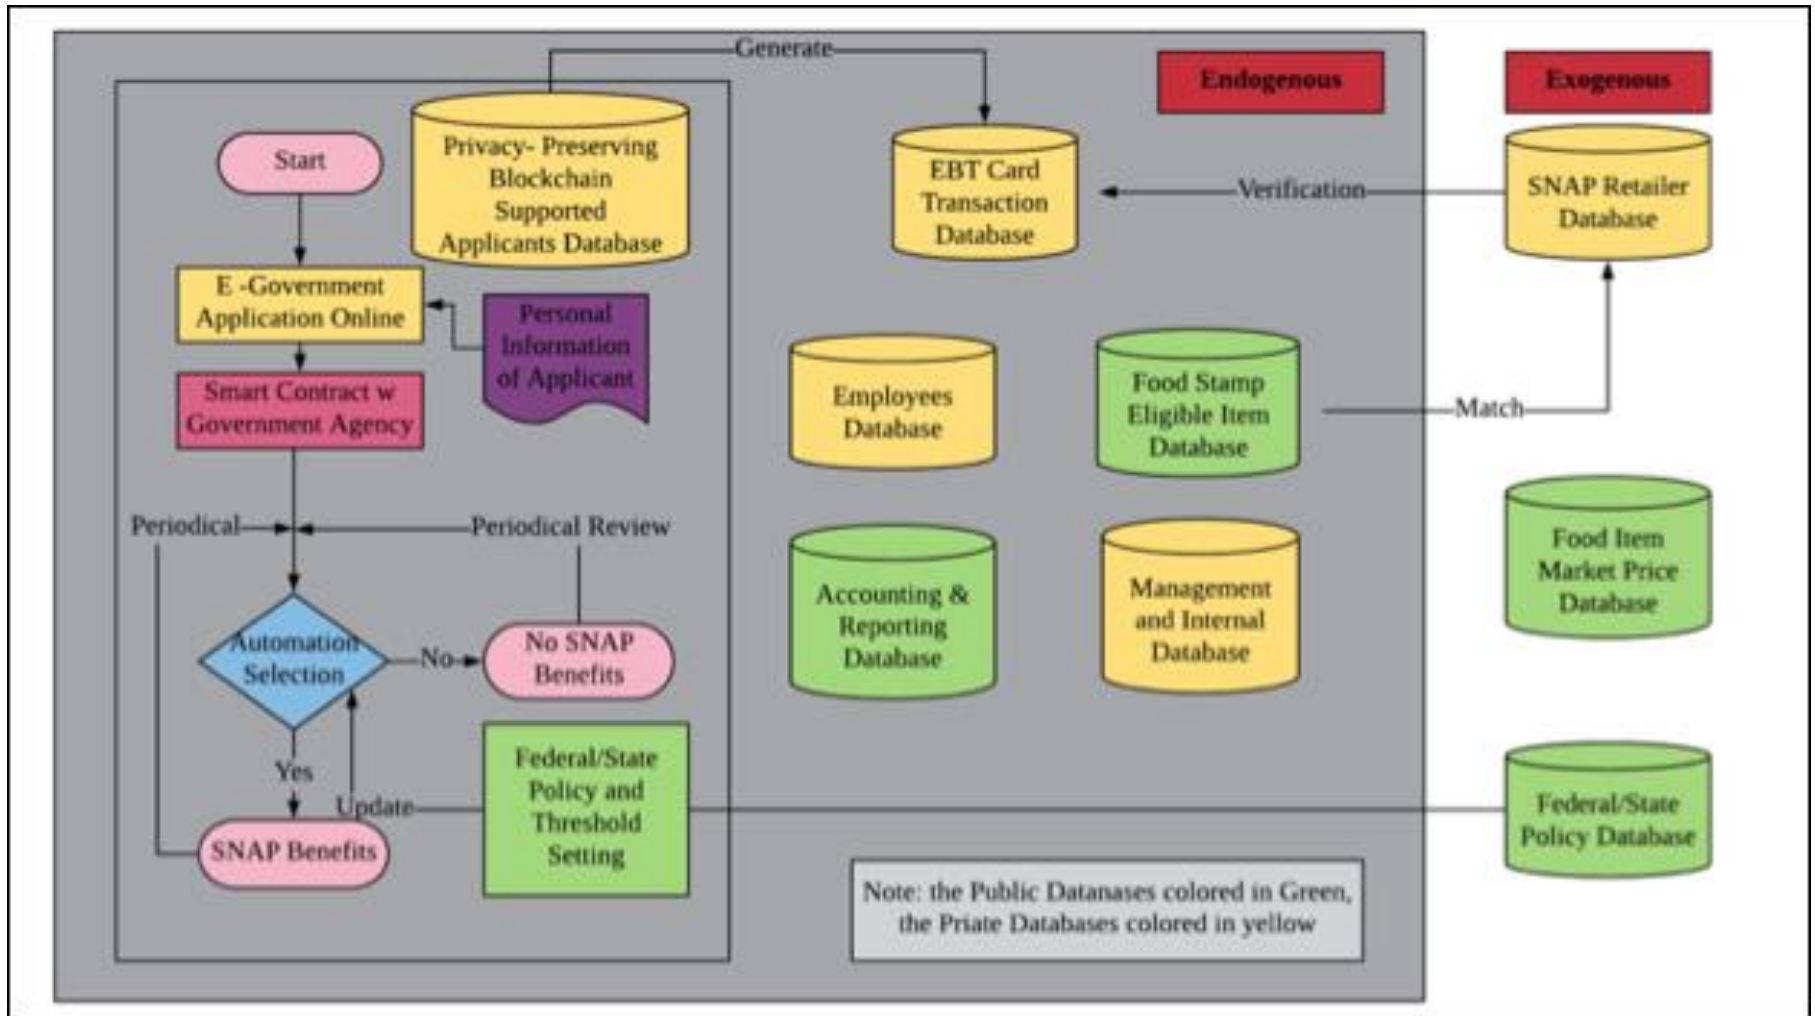 Generate
Endogenous
Exogenous
Start
Privacy- Preserving
Blockchain
Supported
Applicants Database
EBT Card
Transaction
Database
Verification
SNAP Retailer
Database
E -Government
Application Online
Personal
Information
of Applicant
Smart Contract w
Government Agency
Employees
Database
Food Stamp
Eligible Item
Database
Match
Periodical
Periodical Review
Accounting &
Reporting
Database
Management
and Internal
Database
Food Item
Market Price
Database
Automation
Selection
No
No SNAP
Benefits
Yes
Update
SNAP Benefits
Federal/State
Policy and
Threshold
Setting
Federal/State
Policy Database
Note: the Public Datanases colored in Green,
the Priate Databases colored in yellow